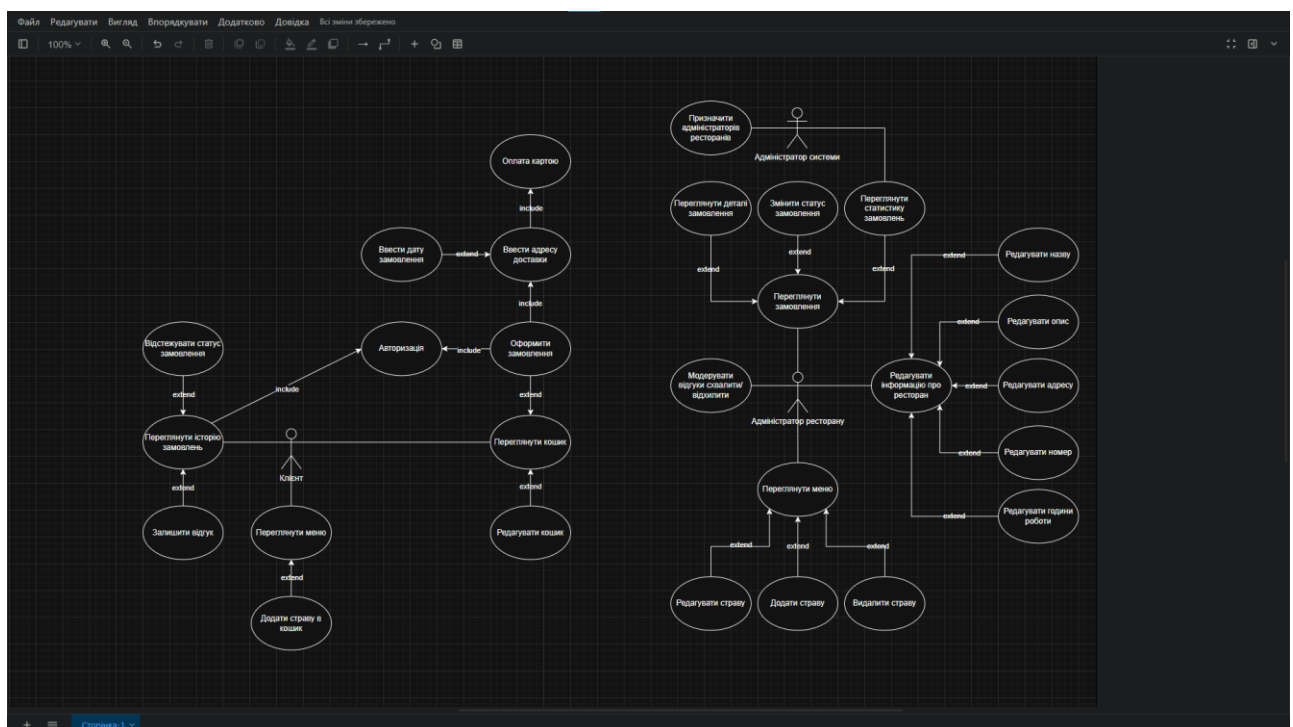 Файл Редагувати Вигляд Впорядкувати Додатково Довідка Всі зміни збережено
100%
Призначити
адміністраторів
ресторанів
Адміністратор системи
Оплата картою
include
Переглянути деталі
замовлення
Змінити статус
замовлення
Переглянути
статистику
замовлень
Ввести дату
замовлення
extend
Ввести адресу
доставки
extend
extend
extend
extend
Редагувати назву
include
Переглянути
замовлення
extend
Редагувати опис
Відстежувати статус
замовлення
Авторизація
include
Оформити
замовлення
include
extend
extend
Модерувати
відгуки схвалити/
відхилити
Редагувати
інформацію про
ресторан
extend
Редагувати адресу
Адміністратор ресторану
Переглянути історію
замовлень
Клієнт
Переглянути кошик
extend
Редагувати номер
extend
extend
Переглянути меню
extend
Редагувати години
роботи
Залишити відгук
Переглянути меню
Редагувати кошик
extend
extend
extend
extend
Додати страву в
кошик
Редагувати страву
Додати страву
Видалити страву
Сторінка-1